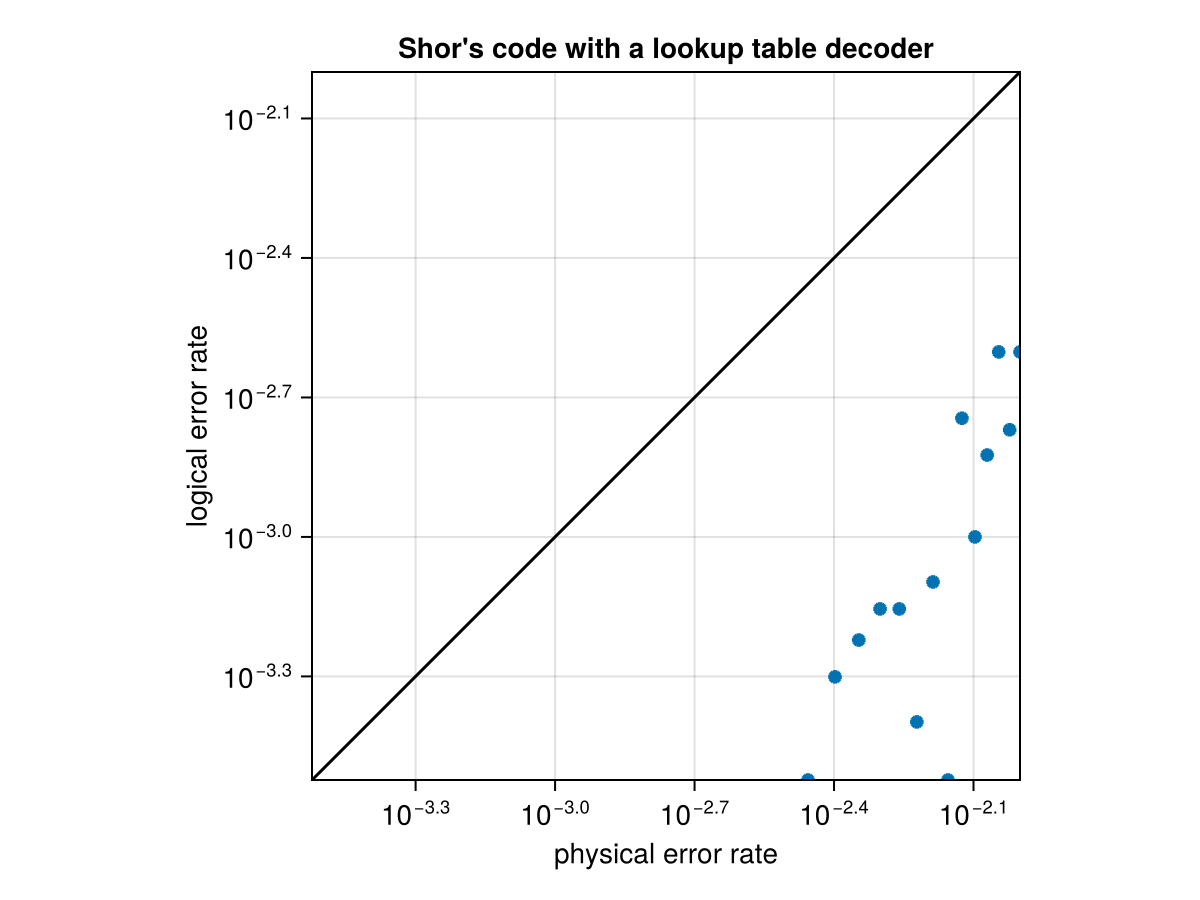 Shor's code with a lookup table decoder
10⁻²·¹
10⁻²·⁴
10⁻²·⁷
10⁻³·⁰
10⁻³·³
logical error rate
10⁻³·³ 10⁻³·⁰ 10⁻²·⁷ 10⁻²·⁴ 10⁻²·¹
physical error rate